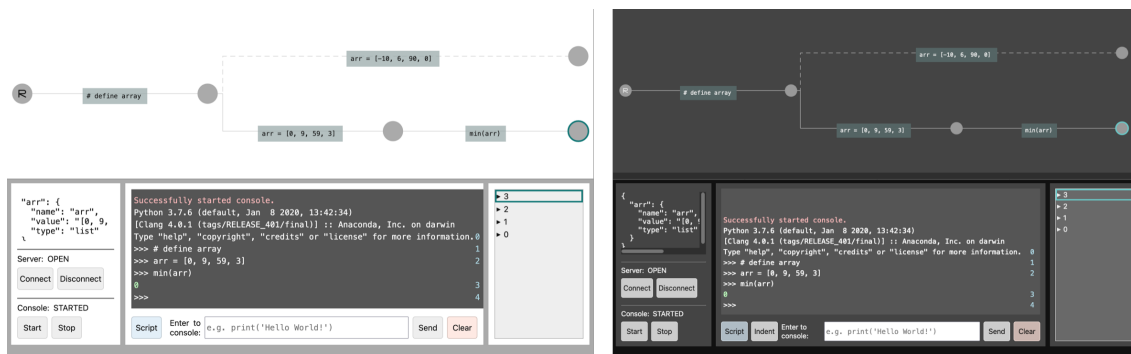 arr = [-10, 6, 90, 0]
R
# define array
arr = [0, 9, 59, 3]
min(arr)
"arr": {
"name": "arr",
"value": "[0, 9,
"type": "list"
Server: OPEN
Connect
Disconnect
Console: STARTED
Start
Stop
Successfully started console.
Python 3.7.6 (default, Jan 8 2020, 13:42:34)
[Clang 4.0.1 (tags/RELEASE_401/final)] :: Anaconda, Inc. on darwin
Type "help", "copyright", "credits" or "license" for more information. 0
>>> # define array 1
>>> arr = [0, 9, 59, 3] 2
>>> min(arr)
0 3
>>> 4
Script
Enter to console:
e.g. print('Hello World!')
Send
Clear
▸ 3
▸ 2
▸ 1
▸ 0
arr = [-10, 6, 90, 0]
R
# define array
arr = [0, 9, 59, 3]
min(arr)
{
"arr": {
"name": "arr",
"value": "[0,
"type": "list"
}
Server: OPEN
Connect
Disconnect
Console: STARTED
Start
Stop
Successfully started console.
Python 3.7.6 (default, Jan 8 2020, 13:42:34)
[Clang 4.0.1 (tags/RELEASE_401/final)] :: Anaconda, Inc. on darwin
Type "help", "copyright", "credits" or "license" for more information. 0
>>> # define array 1
>>> arr = [0, 9, 59, 3] 2
>>> min(arr)
0 3
>>> 4
Script
Indent
Enter to console:
e.g. print('Hello World!')
Send
Clear
▸ 3
▸ 2
▸ 1
▸ 0